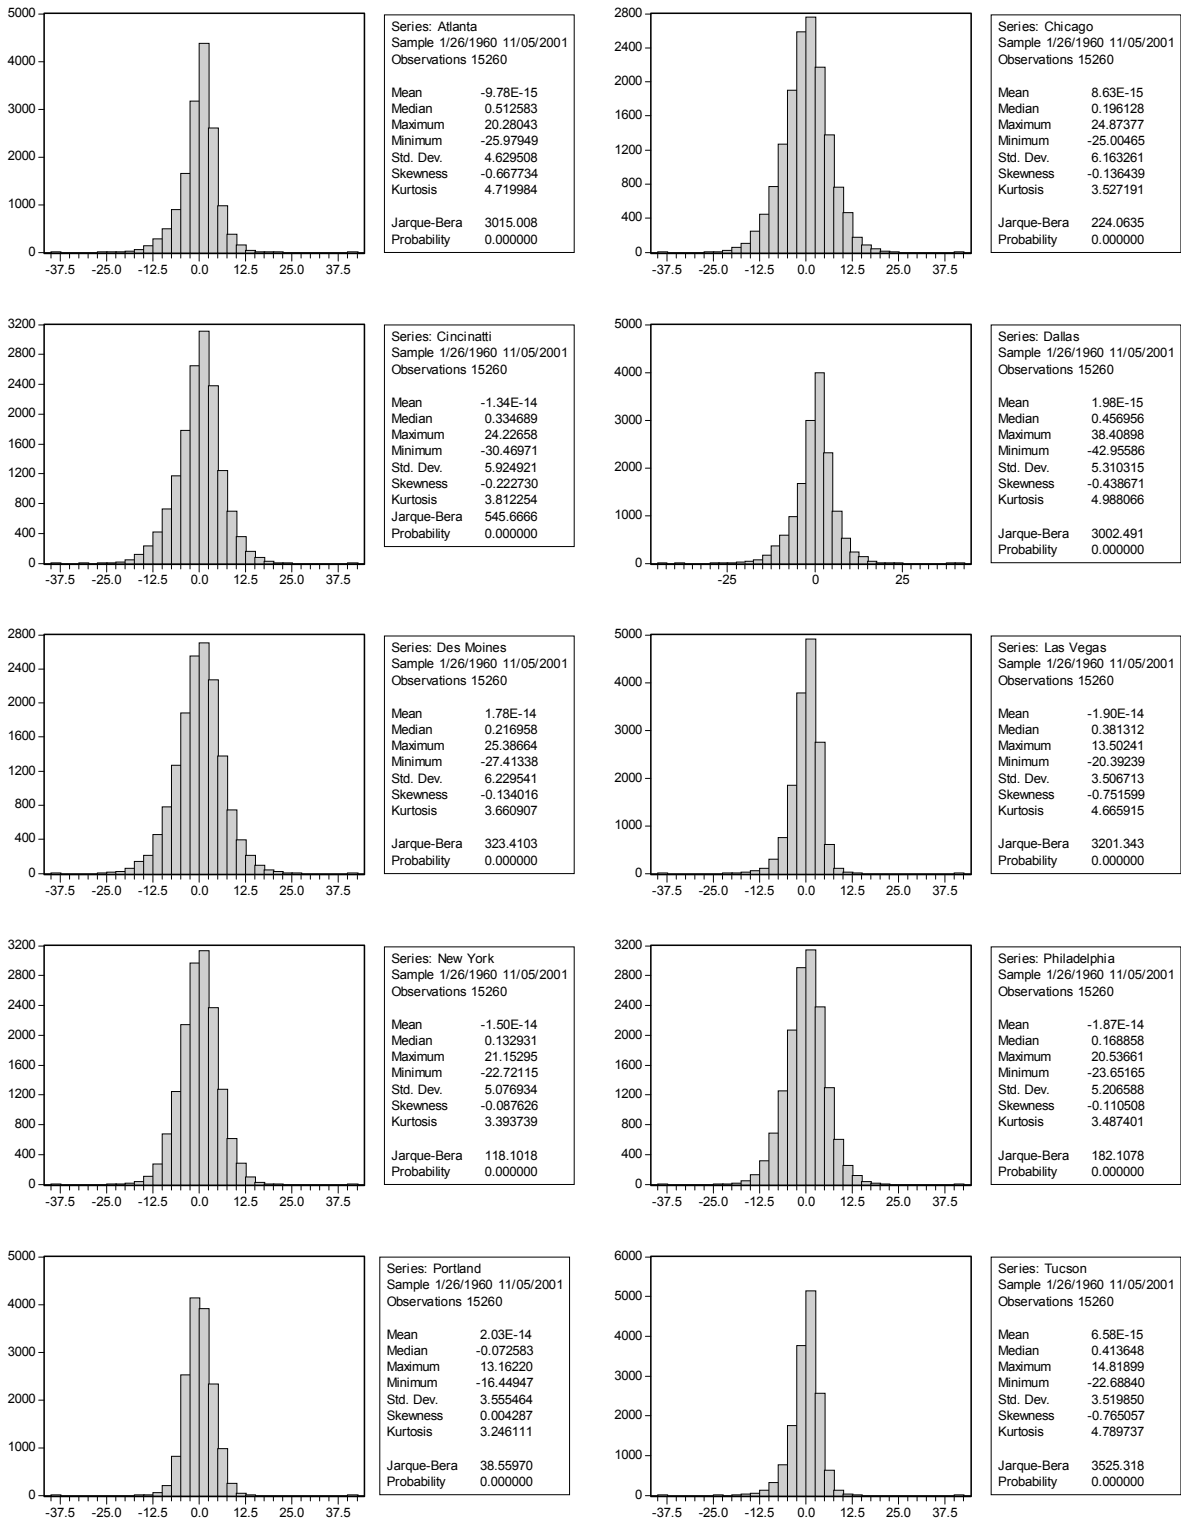 5000
4000
3000
2000
1000
0
-37.5 -25.0 -12.5 0.0 12.5 25.0 37.5
Series: Atlanta
Sample 1/26/1960 11/05/2001
Observations 15260
Mean -9.78E-15
Median 0.512583
Maximum 20.28043
Minimum -25.97949
Std. Dev. 4.629508
Skewness -0.667734
Kurtosis 4.719984
Jarque-Bera 3015.008
Probability 0.000000
2800
2400
2000
1600
1200
800
400
0
-37.5 -25.0 -12.5 0.0 12.5 25.0 37.5
Series: Chicago
Sample 1/26/1960 11/05/2001
Observations 15260
Mean 8.63E-15
Median 0.196128
Maximum 24.87377
Minimum -25.00465
Std. Dev. 6.163261
Skewness -0.136439
Kurtosis 3.527191
Jarque-Bera 224.0635
Probability 0.000000
3200
2800
2400
2000
1600
1200
800
400
0
-37.5 -25.0 -12.5 0.0 12.5 25.0 37.5
Series: Cincinatti
Sample 1/26/1960 11/05/2001
Observations 15260
Mean -1.34E-14
Median 0.334689
Maximum 24.22658
Minimum -30.46971
Std. Dev. 5.924921
Skewness -0.222730
Kurtosis 3.812254
Jarque-Bera 545.6666
Probability 0.000000
5000
4000
3000
2000
1000
0
-25 0 25
Series: Dallas
Sample 1/26/1960 11/05/2001
Observations 15260
Mean 1.98E-15
Median 0.456956
Maximum 38.40898
Minimum -42.95586
Std. Dev. 5.310315
Skewness -0.438671
Kurtosis 4.988066
Jarque-Bera 3002.491
Probability 0.000000
2800
2400
2000
1600
1200
800
400
0
-37.5 -25.0 -12.5 0.0 12.5 25.0 37.5
Series: Des Moines
Sample 1/26/1960 11/05/2001
Observations 15260
Mean 1.78E-14
Median 0.216958
Maximum 25.38664
Minimum -27.41338
Std. Dev. 6.229541
Skewness -0.134016
Kurtosis 3.660907
Jarque-Bera 323.4103
Probability 0.000000
5000
4000
3000
2000
1000
0
-37.5 -25.0 -12.5 0.0 12.5 25.0 37.5
Series: Las Vegas
Sample 1/26/1960 11/05/2001
Observations 15260
Mean -1.90E-14
Median 0.381312
Maximum 13.50241
Minimum -20.39239
Std. Dev. 3.506713
Skewness -0.751599
Kurtosis 4.665915
Jarque-Bera 3201.343
Probability 0.000000
3200
2800
2400
2000
1600
1200
800
400
0
-37.5 -25.0 -12.5 0.0 12.5 25.0 37.5
Series: New York
Sample 1/26/1960 11/05/2001
Observations 15260
Mean -1.50E-14
Median 0.132931
Maximum 21.15295
Minimum -22.72115
Std. Dev. 5.076934
Skewness -0.087626
Kurtosis 3.393739
Jarque-Bera 118.1018
Probability 0.000000
3200
2800
2400
2000
1600
1200
800
400
0
-37.5 -25.0 -12.5 0.0 12.5 25.0 37.5
Series: Philadelphia
Sample 1/26/1960 11/05/2001
Observations 15260
Mean -1.87E-14
Median 0.168858
Maximum 20.53661
Minimum -23.65165
Std. Dev. 5.206588
Skewness -0.110508
Kurtosis 3.487401
Jarque-Bera 182.1078
Probability 0.000000
5000
4000
3000
2000
1000
0
-37.5 -25.0 -12.5 0.0 12.5 25.0 37.5
Series: Portland
Sample 1/26/1960 11/05/2001
Observations 15260
Mean 2.03E-14
Median -0.072583
Maximum 13.16220
Minimum -16.44947
Std. Dev. 3.555464
Skewness 0.004287
Kurtosis 3.246111
Jarque-Bera 38.55970
Probability 0.000000
6000
5000
4000
3000
2000
1000
0
-37.5 -25.0 -12.5 0.0 12.5 25.0 37.5
Series: Tucson
Sample 1/26/1960 11/05/2001
Observations 15260
Mean 6.58E-15
Median 0.413648
Maximum 14.81899
Minimum -22.68840
Std. Dev. 3.519850
Skewness -0.765057
Kurtosis 4.789737
Jarque-Bera 3525.318
Probability 0.000000